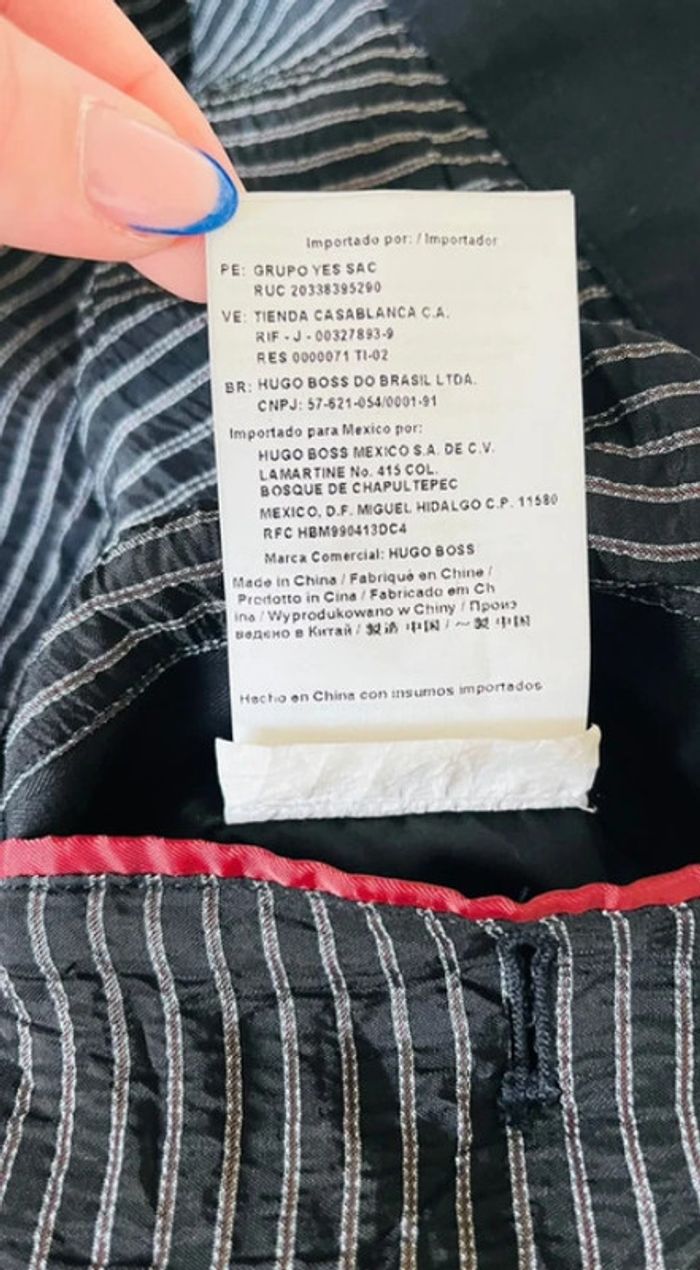 Importado por: / Importador
PE: GRUPO YES SAC
RUC 20338395290
VE: TIENDA CASABLANCA C.A.
RIF - J - 00327893-9
RES 0000071 TI-02
BR: HUGO BOSS DO BRASIL LTDA.
CNPJ: 57-621-054/0001-91
Importado para Mexico por:
HUGO BOSS MEXICO S.A. DE C.V.
LAMARTINE No. 415 COL.
BOSQUE DE CHAPULTEPEC
MEXICO, D.F. MIGUEL HIDALGO C.P. 11580
RFC HBM990413DC4
Marca Comercial: HUGO BOSS
Made in China / Fabriqué en Chine /
Prodotto in Cina / Fabricado em Ch
ina / Wyprodukowano w Chiny / Произ
ведено в Китай / 製造 中国 / 製 中国
Hecho en China con insumos importados